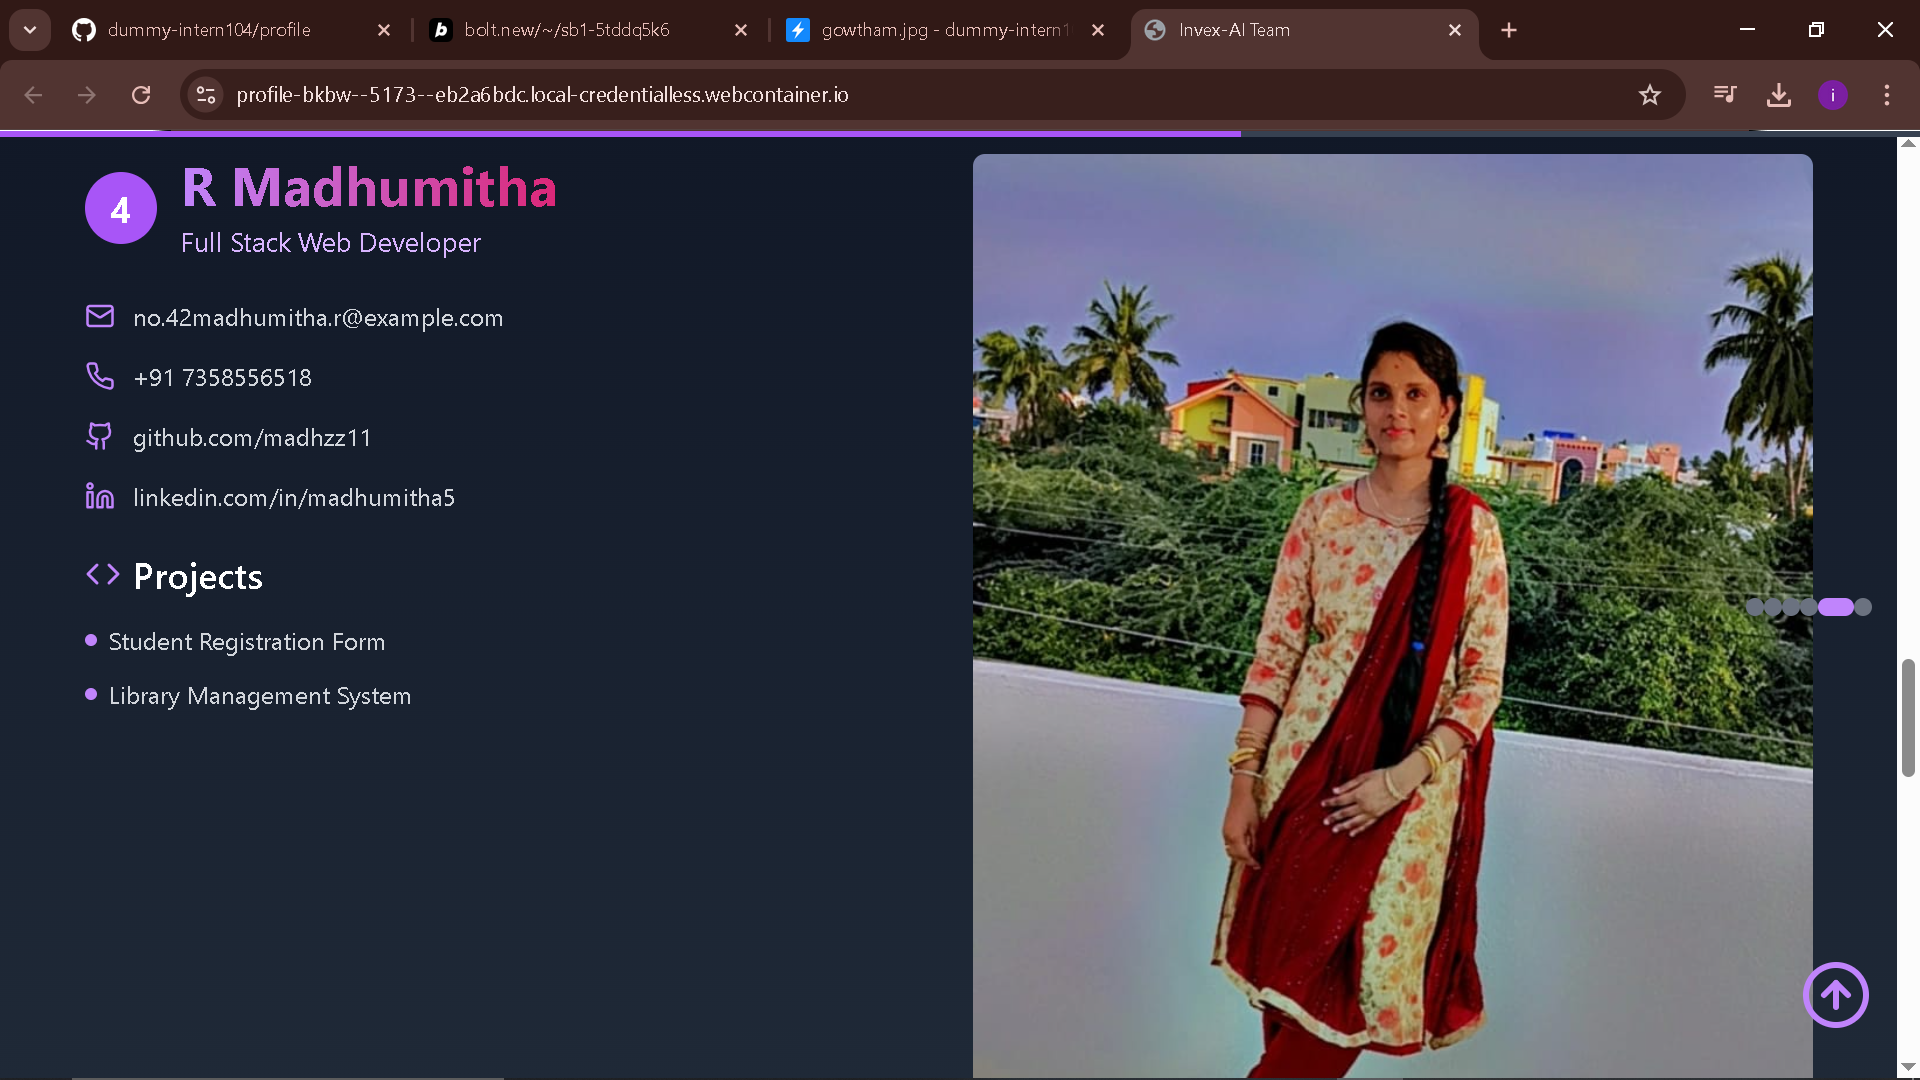 dummy-intern104/profile
bolt.new/~/sb1-5tddq5k6
gowtham.jpg - dummy-intern1
Invex-AI Team
profile-bkbw--5173--eb2a6bdc.local-credentialless.webcontainer.io
i
4
R Madhumitha
Full Stack Web Developer
no.42madhumitha.r@example.com
+91 7358556518
github.com/madhzz11
linkedin.com/in/madhumitha5
Projects
Student Registration Form
Library Management System